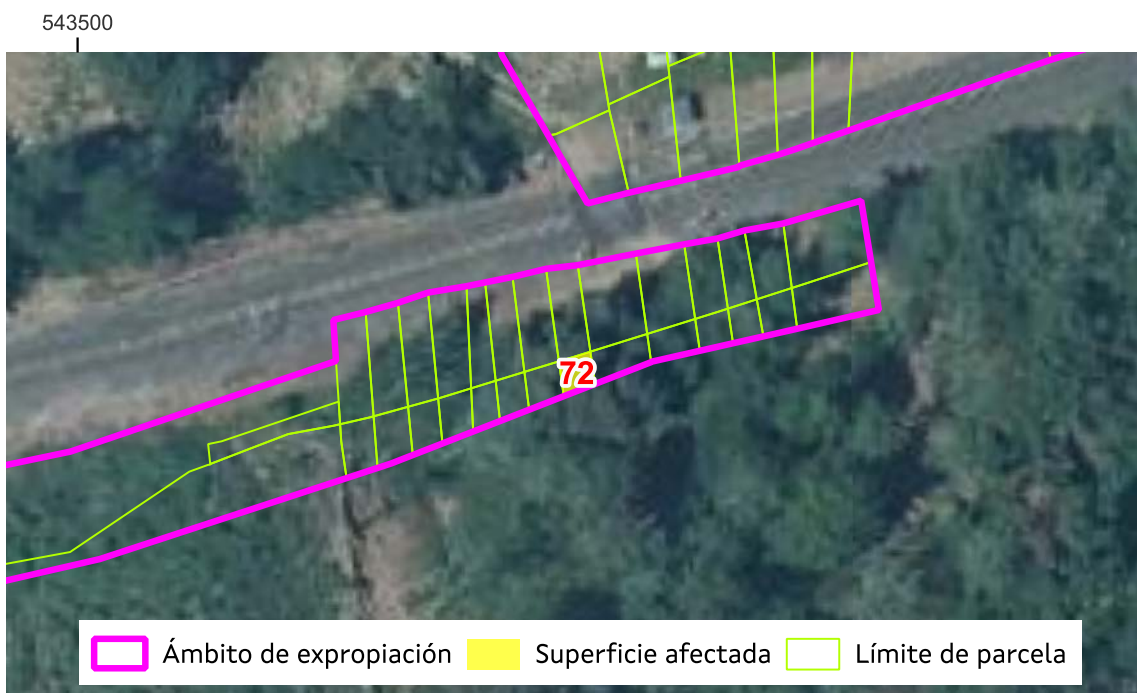 543500
72
Ámbito de expropiación Superficie afectada Límite de parcela